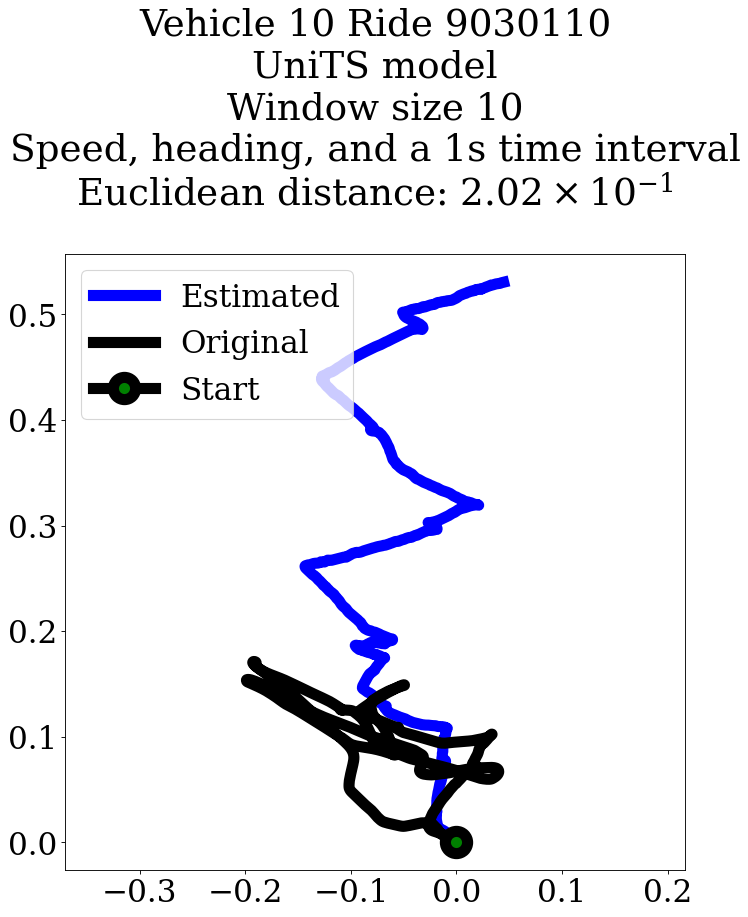 Vehicle 10 Ride 9030110
UniTS model
Window size 10
Speed, heading, and a 1s time interval
Euclidean distance: 2.02 × 10⁻¹
Estimated
Original
Start
0.5
0.4
0.3
0.2
0.1
0.0
−0.3 −0.2 −0.1 0.0 0.1 0.2